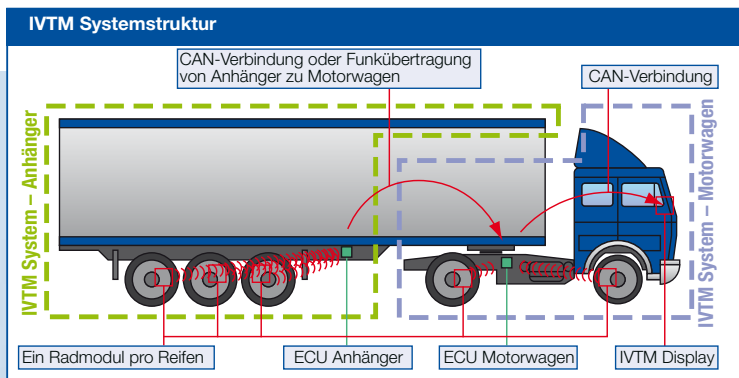 IVTM Systemstruktur
CAN-Verbindung oder Funkübertragung
von Anhänger zu Motorwagen
CAN-Verbindung
IVTM System – Anhänger
IVTM System – Motorwagen
Ein Radmodul pro Reifen
ECU Anhänger
ECU Motorwagen
IVTM Display